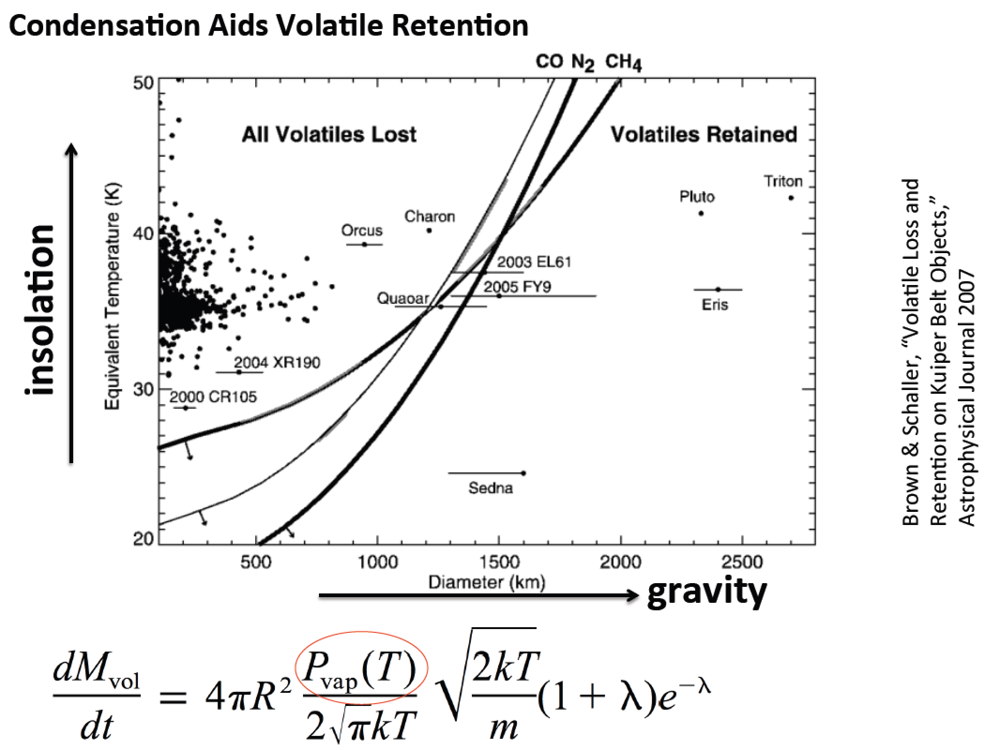 Condensation Aids Volatile Retention
CO N₂ CH₄
50
All Volatiles Lost
Volatiles Retained
Triton
Pluto
Charon
Orcus
40
2003 EL61
2005 FY9
Quaoar
Eris
2004 XR190
30
2000 CR105
Sedna
20
500 1000 1500 2000 2500
Diameter (km)
gravity
insolation
Equivalent Temperature (K)
Brown & Schaller, “Volatile Loss and
Retention on Kuiper Belt Objects,”
Astrophysical Journal 2007
dM_vol/dt = 4πR² P_vap(T)/(2√πkT) √(2kT/m) (1 + λ)e^−λ